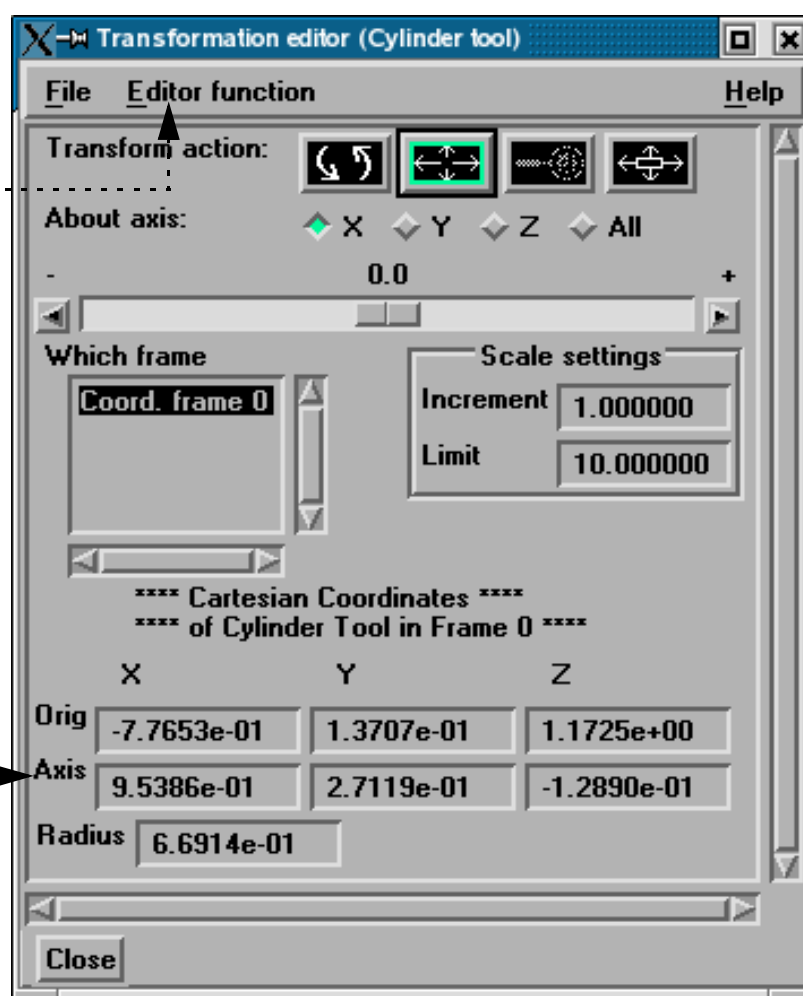 Transformation editor (Cylinder tool)
File Editor function Help
Transform action:
About axis: X Y Z All
- 0.0 +
Which frame
Coord. frame 0
Scale settings
Increment 1.000000
Limit 10.000000
**** Cartesian Coordinates ****
**** of Cylinder Tool in Frame 0 ****
X Y Z
Orig -7.7653e-01 1.3707e-01 1.1725e+00
Axis 9.5386e-01 2.7119e-01 -1.2890e-01
Radius 6.6914e-01
Close